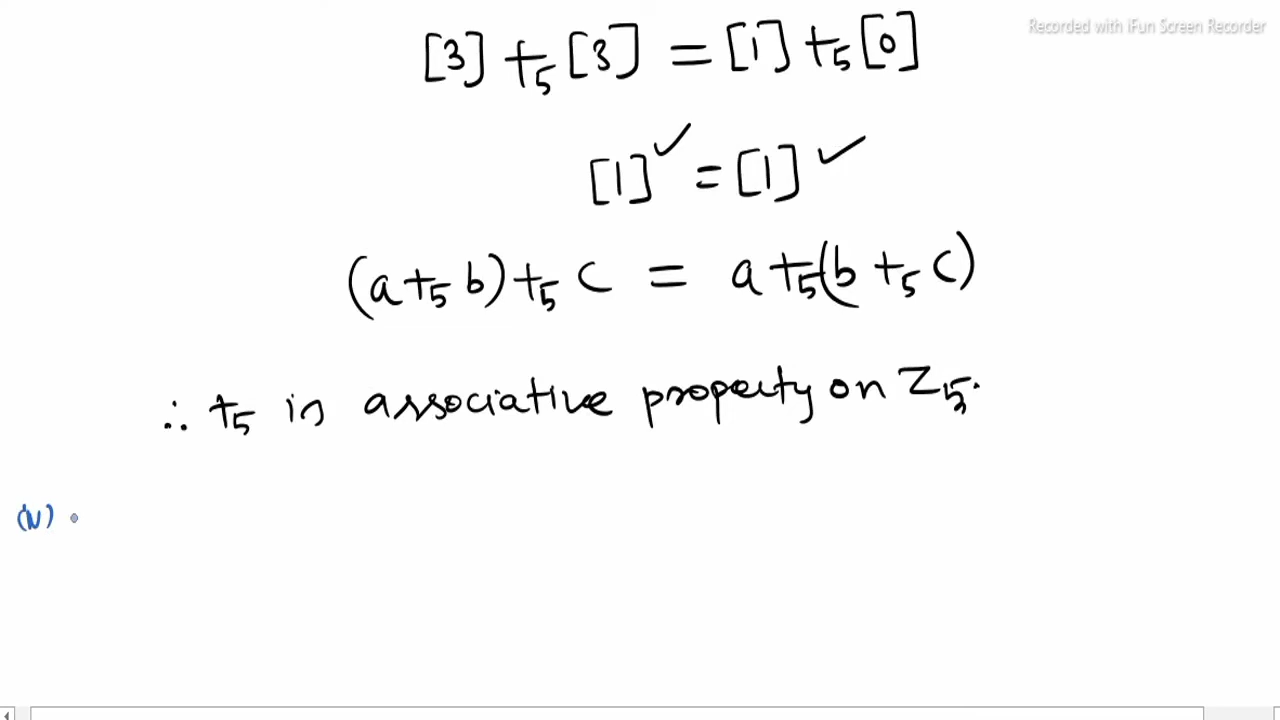 Recorded with iFun Screen Recorder
[3] +₅ [3] = [1] +₅ [0]
[1] ✓ = [1] ✓
(a +₅ b) +₅ c = a +₅ (b +₅ c)
∴ +₅ is associative property on Z₅.
(iv)